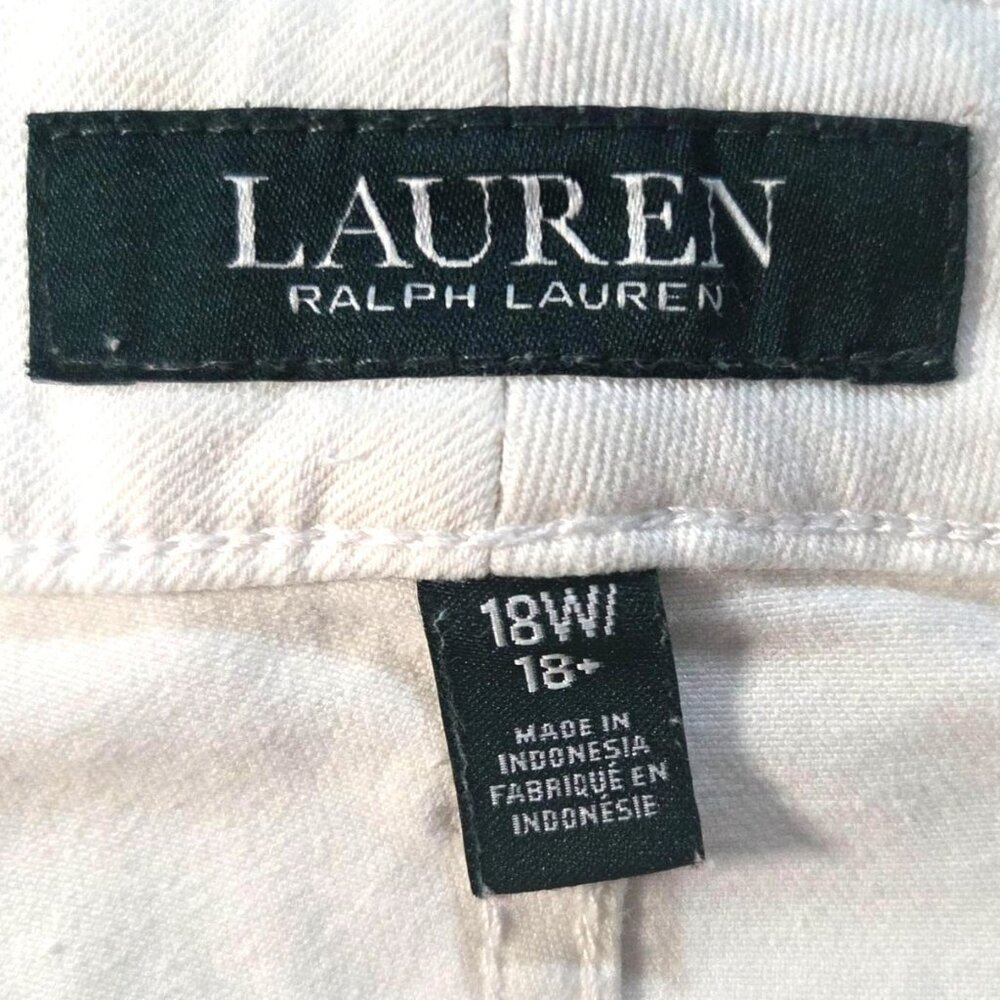 LAUREN
RALPH LAUREN
18W/
18+
MADE IN
INDONESIA
FABRIQUÉ EN
INDONÉSIE